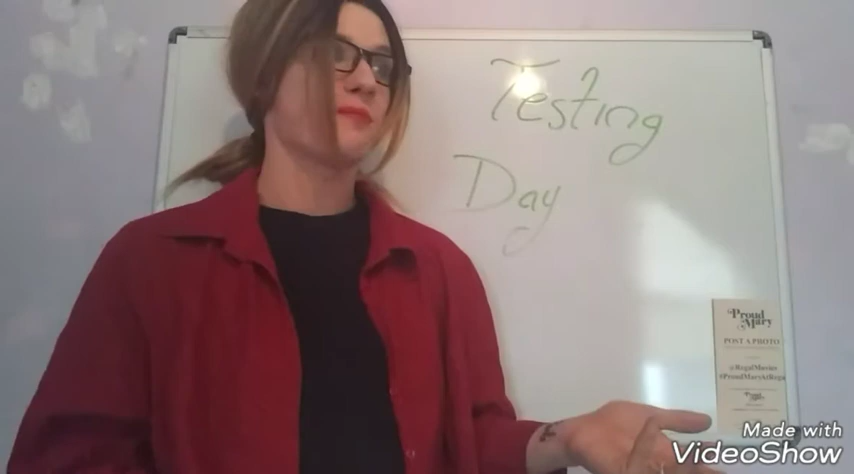 Testing
Day
Proud
Mary
POST A PHOTO
@RegalMovies
#ProudMaryAtRegal
Made with
VideoShow